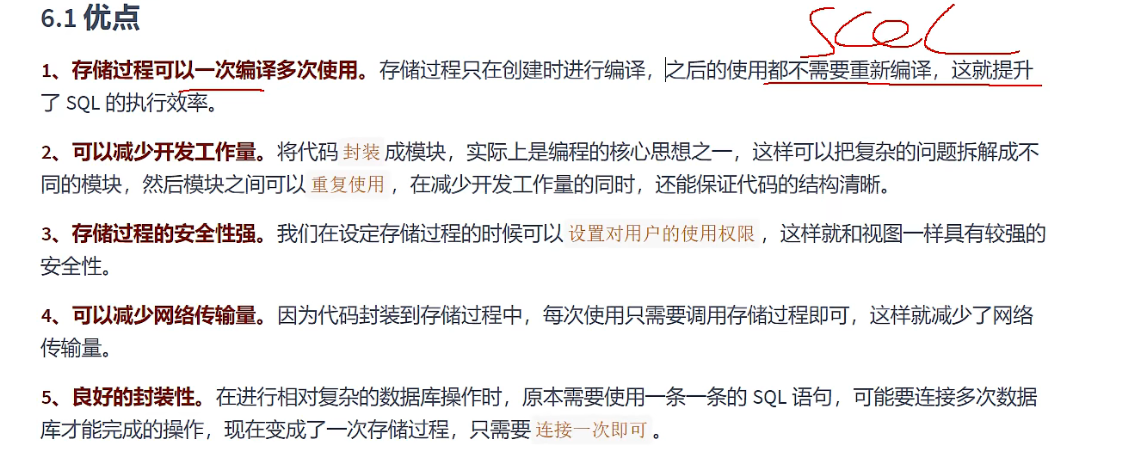 6.1 优点
SQL
1、存储过程可以一次编译多次使用。存储过程只在创建时进行编译，之后的使用都不需要重新编译，这就提升
了 SQL 的执行效率。
2、可以减少开发工作量。将代码 封装 成模块，实际上是编程的核心思想之一，这样可以把复杂的问题拆解成不
同的模块，然后模块之间可以 重复使用 ，在减少开发工作量的同时，还能保证代码的结构清晰。
3、存储过程的安全性强。我们在设定存储过程的时候可以 设置对用户的使用权限 ，这样就和视图一样具有较强的
安全性。
4、可以减少网络传输量。因为代码封装到存储过程中，每次使用只需要调用存储过程即可，这样就减少了网络
传输量。
5、良好的封装性。在进行相对复杂的数据库操作时，原本需要使用一条一条的 SQL 语句，可能要连接多次数据
库才能完成的操作，现在变成了一次存储过程，只需要 连接一次即可 。